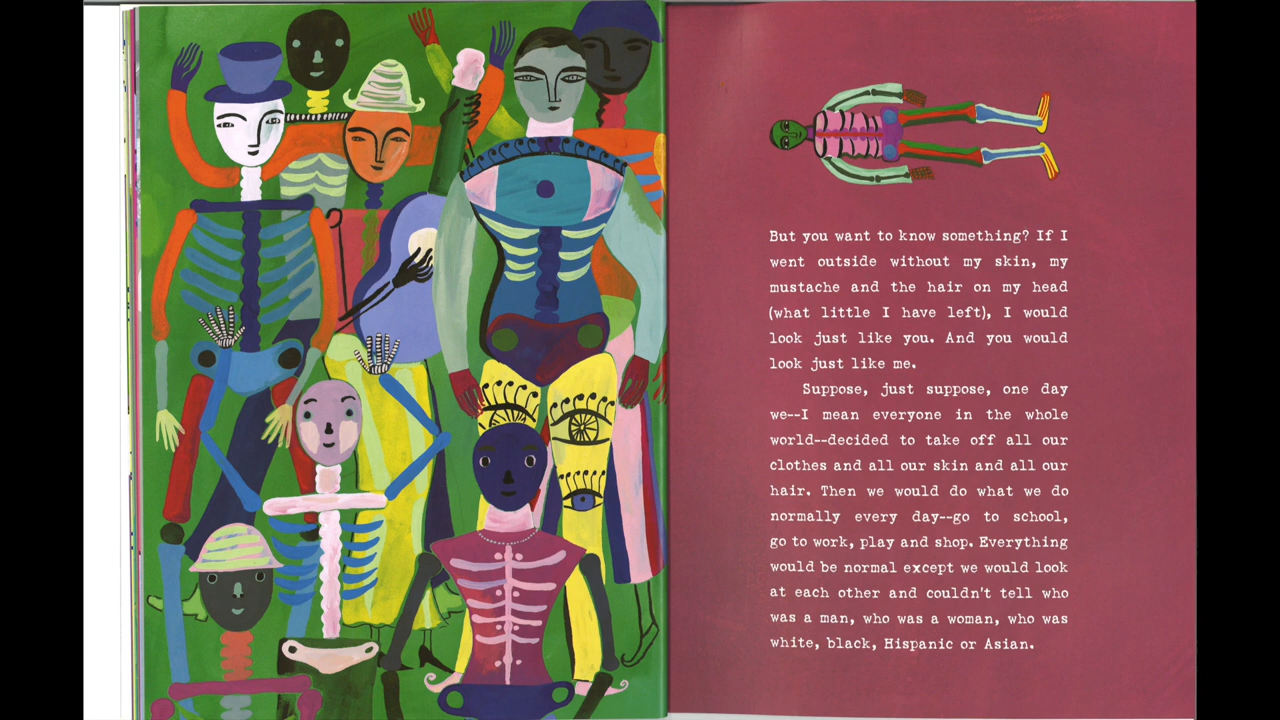 But you want to know something? If I
went outside without my skin, my
mustache and the hair on my head
(what little I have left), I would
look just like you. And you would
look just like me.
Suppose, just suppose, one day
we--I mean everyone in the whole
world--decided to take off all our
clothes and all our skin and all our
hair. Then we would do what we do
normally every day--go to school,
go to work, play and shop. Everything
would be normal except we would look
at each other and couldn't tell who
was a man, who was a woman, who was
white, black, Hispanic or Asian.